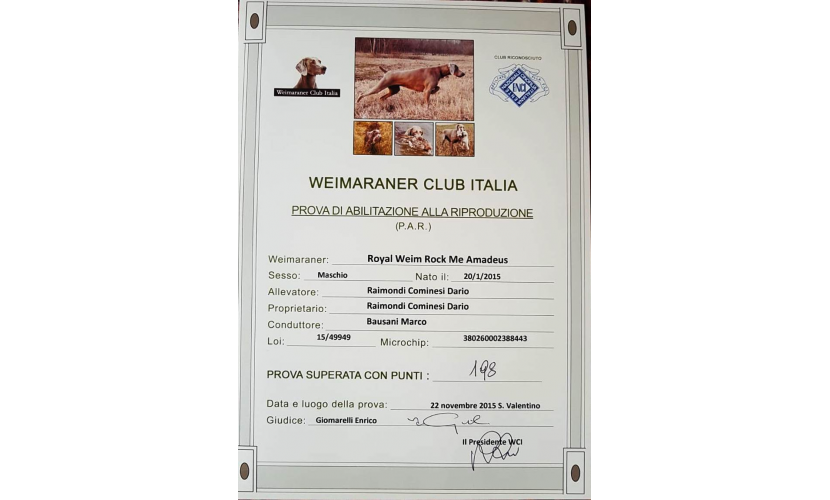 CLUB RICONOSCIUTO
Weimaraner Club Italia
ENCI
WEIMARANER CLUB ITALIA
PROVA DI ABILITAZIONE ALLA RIPRODUZIONE
(P.A.R.)
Weimaraner: Royal Weim Rock Me Amadeus
Sesso: Maschio Nato il: 20/1/2015
Allevatore: Raimondi Cominesi Dario
Proprietario: Raimondi Cominesi Dario
Conduttore: Bausani Marco
Loi: 15/49949 Microchip: 380260002388443
PROVA SUPERATA CON PUNTI : 198
Data e luogo della prova: 22 novembre 2015 S. Valentino
Giudice: Giomarelli Enrico
Il Presidente WCI